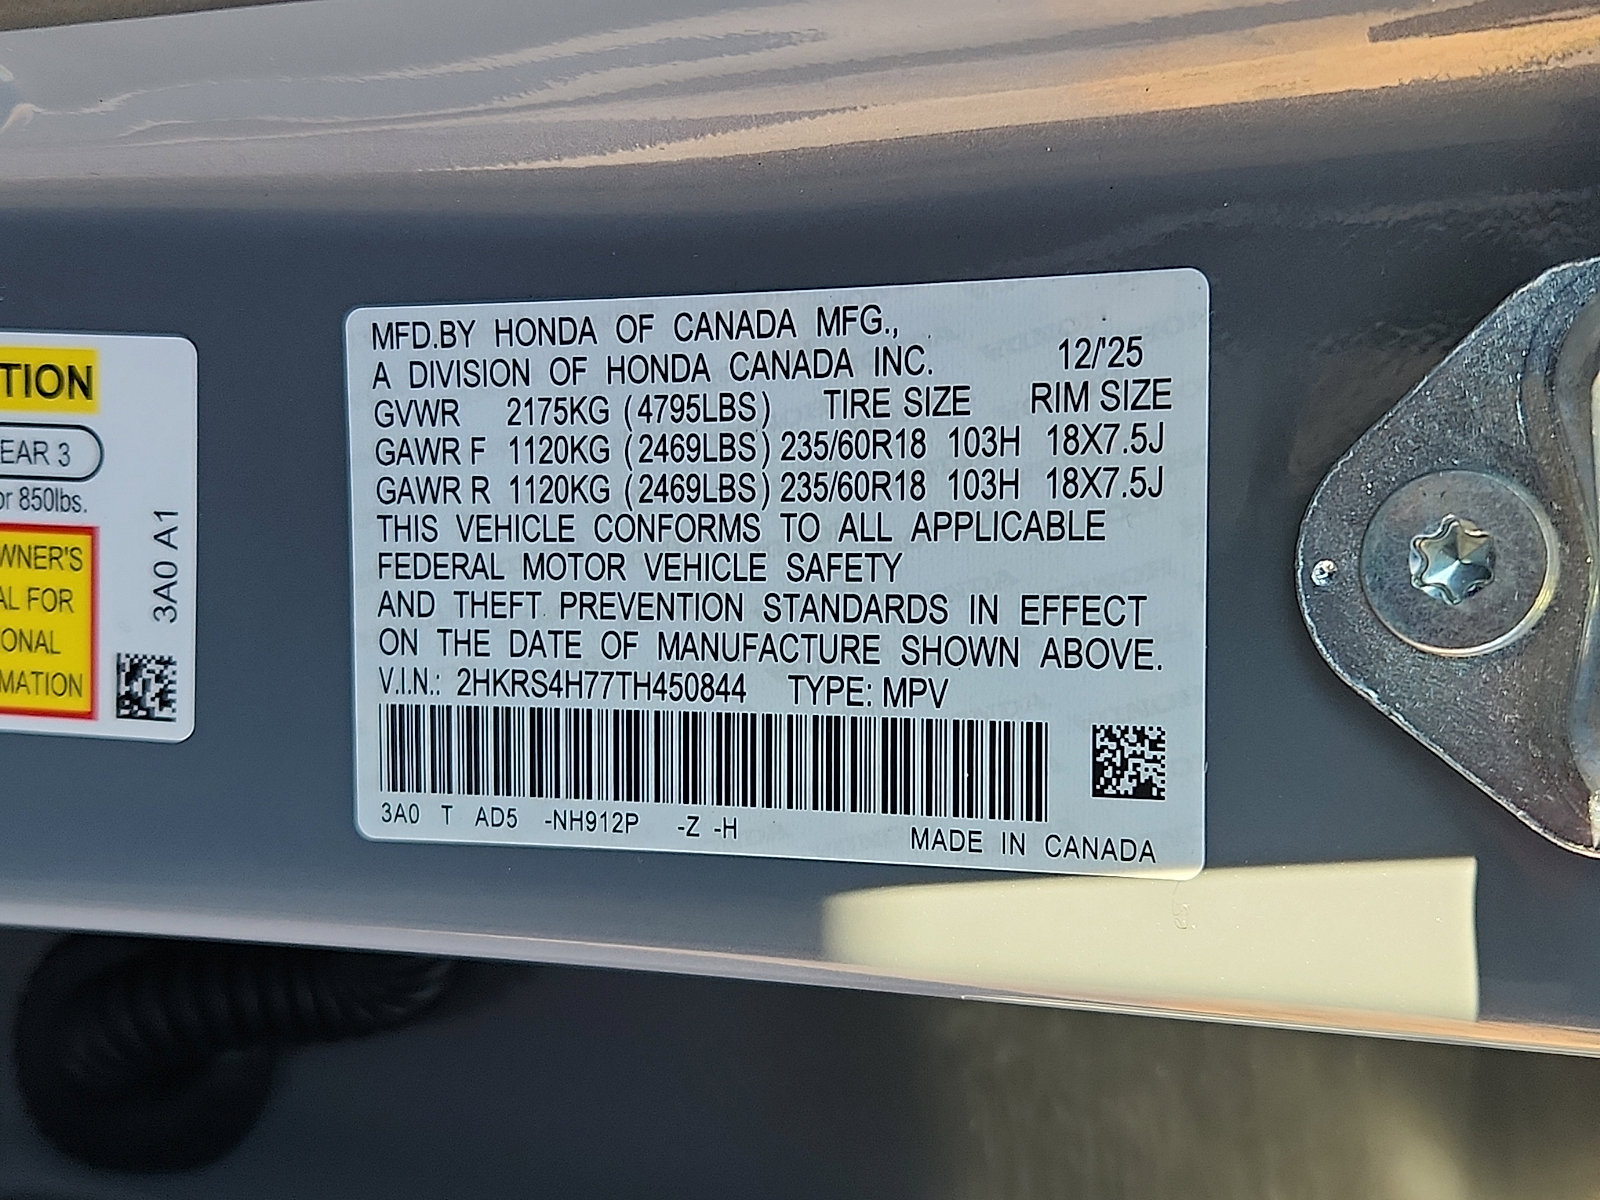 TION
EAR 3
or 850lbs.
WNER'S
AL FOR
ONAL
MATION
3A0 A1
MFD.BY HONDA OF CANADA MFG.,
A DIVISION OF HONDA CANADA INC. 12/'25
GVWR 2175KG (4795LBS) TIRE SIZE RIM SIZE
GAWR F 1120KG (2469LBS) 235/60R18 103H 18X7.5J
GAWR R 1120KG (2469LBS) 235/60R18 103H 18X7.5J
THIS VEHICLE CONFORMS TO ALL APPLICABLE
FEDERAL MOTOR VEHICLE SAFETY
AND THEFT PREVENTION STANDARDS IN EFFECT
ON THE DATE OF MANUFACTURE SHOWN ABOVE.
V.I.N.: 2HKRS4H77TH450844 TYPE: MPV
3A0 T AD5 -NH912P -Z -H
MADE IN CANADA